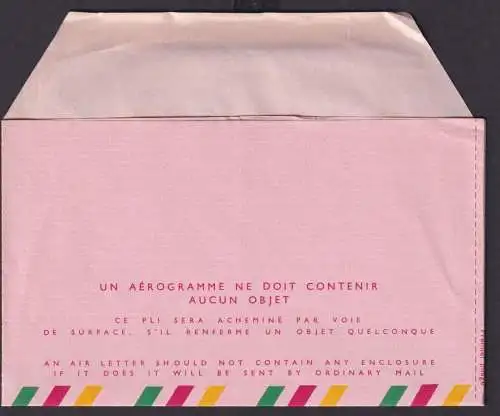 UN AÉROGRAMME NE DOIT CONTENIR
AUCUN OBJET
CE PLI SERA ACHEMINÉ PAR VOIE
DE SURFACE, S'IL RENFERME UN OBJET QUELCONQUE
AN AIR LETTER SHOULD NOT CONTAIN ANY ENCLOSURE
IF IT DOES IT WILL BE SENT BY ORDINARY MAIL